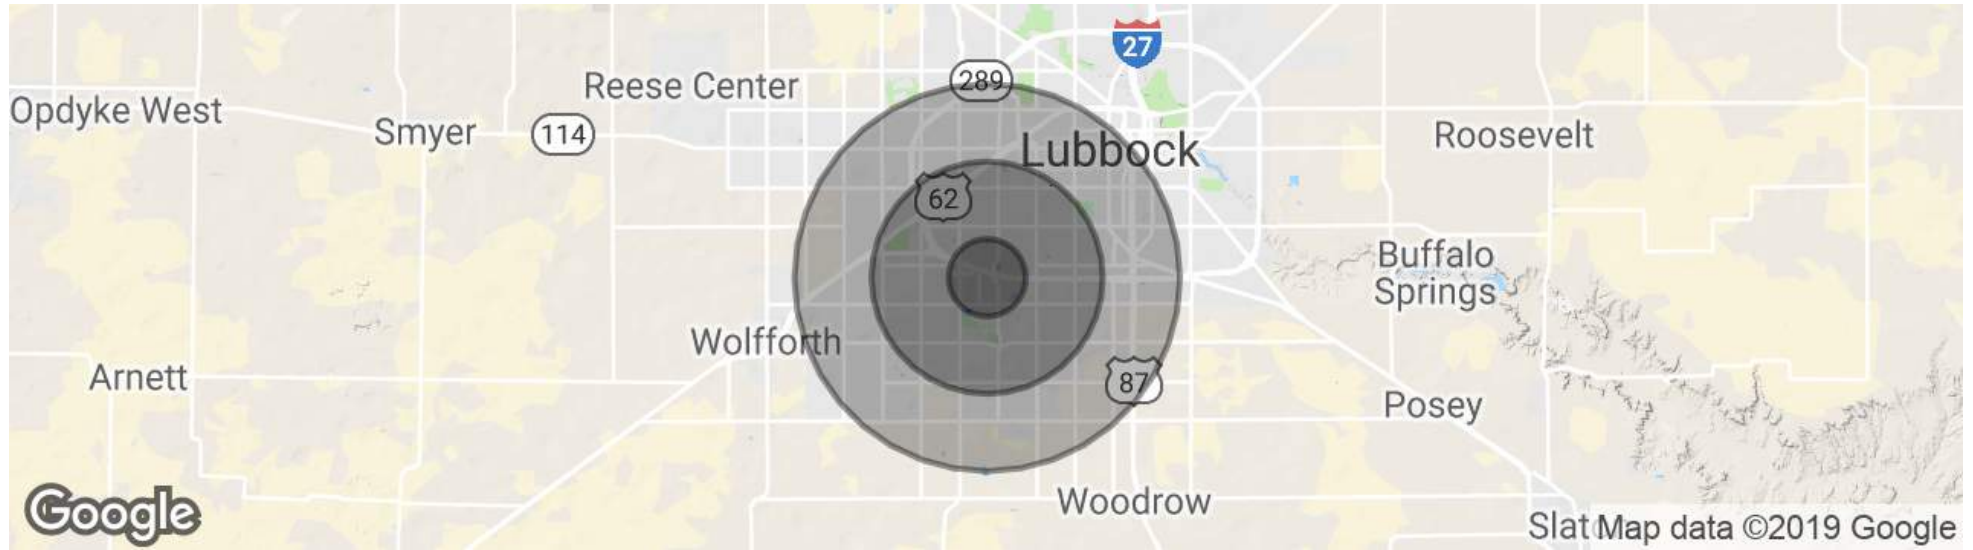 27
289
Reese Center
Opdyke West
Smyer
114
Lubbock
Roosevelt
62
Buffalo
Springs
Wolfforth
Arnett
87
Posey
Woodrow
Google
Slat
Map data ©2019 Google